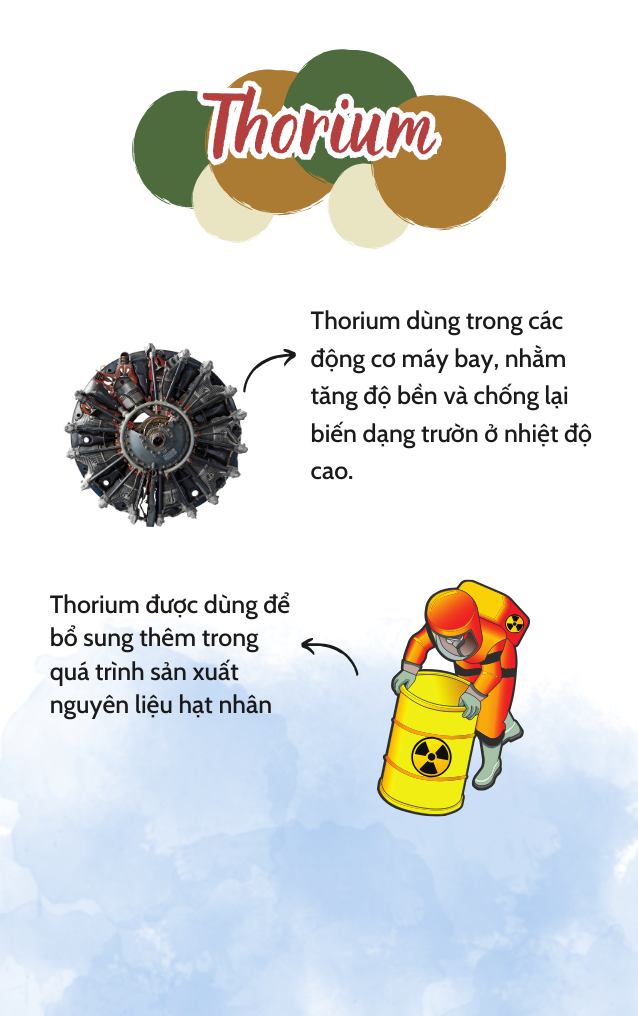 Thorium
Thorium dùng trong các
động cơ máy bay, nhằm
tăng độ bền và chống lại
biến dạng trườn ở nhiệt độ
cao.
Thorium được dùng để
bổ sung thêm trong
quá trình sản xuất
nguyên liệu hạt nhân